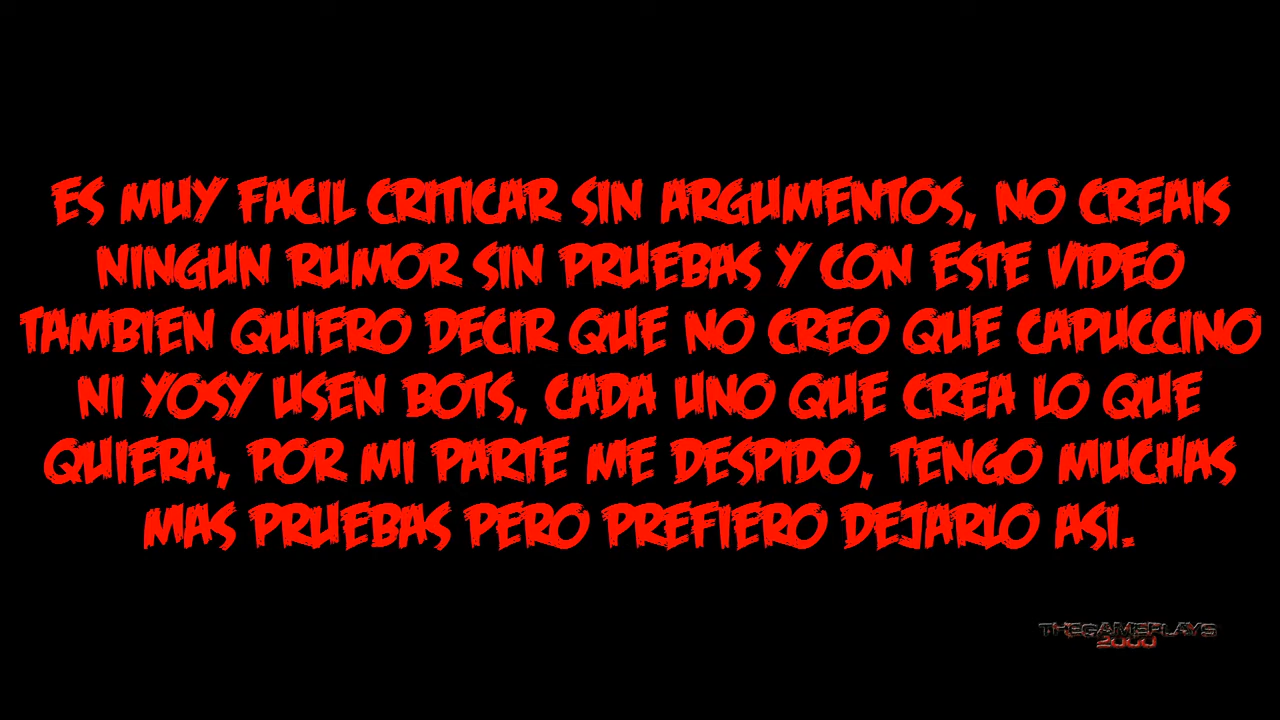 ES MUY FACIL CRITICAR SIN ARGUMENTOS, NO CREAIS
NINGUN RUMOR SIN PRUEBAS Y CON ESTE VIDEO
TAMBIEN QUIERO DECIR QUE NO CREO QUE CAPUCCINO
NI YOSY USEN BOTS, CADA UNO QUE CREA LO QUE
QUIERA, POR MI PARTE ME DESPIDO, TENGO MUCHAS
MAS PRUEBAS PERO PREFIERO DEJARLO ASI.
THEGAMEPLAYS
2000